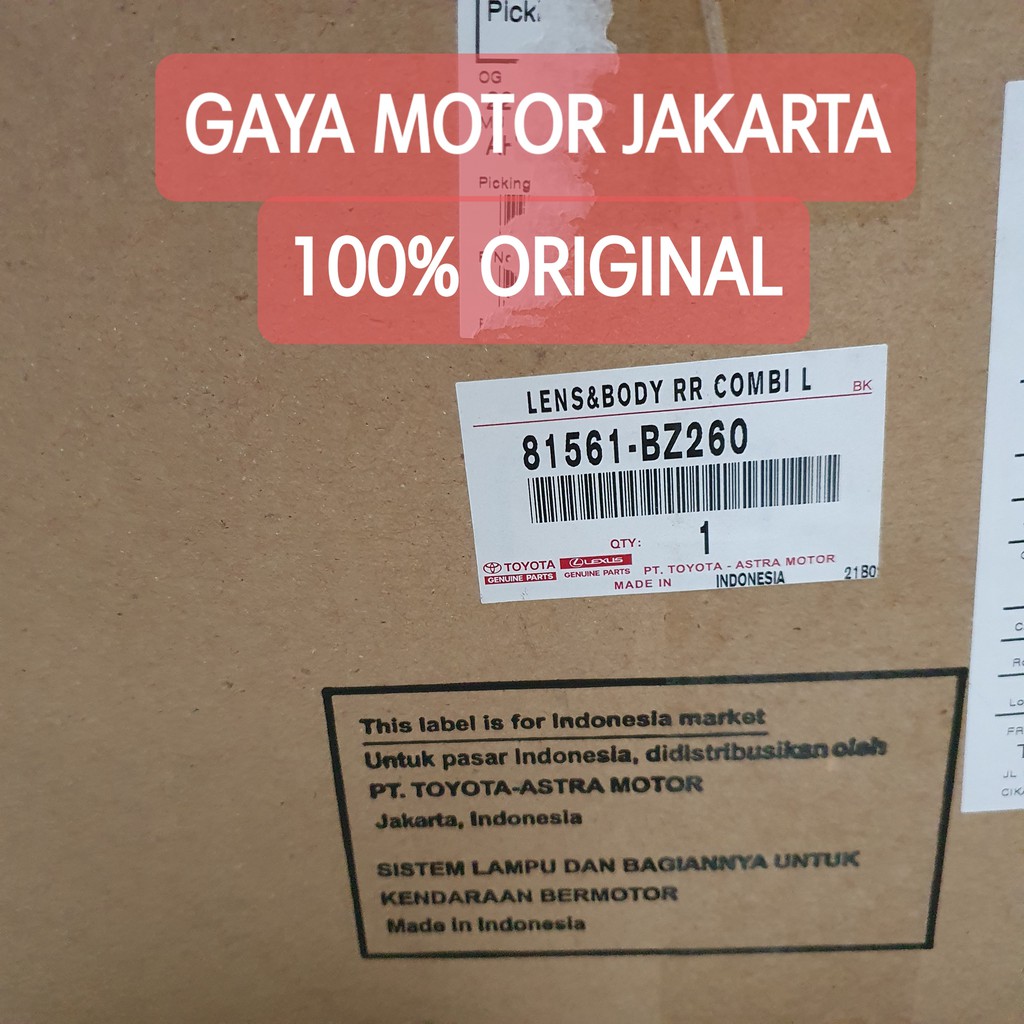 GAYA MOTOR JAKARTA
100% ORIGINAL
OG
Picking
LENS&BODY RR COMBI L
BK
81561-BZ260
QTY: 1
TOYOTA
GENUINE PARTS
LEXUS
GENUINE PARTS
PT. TOYOTA - ASTRA MOTOR
MADE IN INDONESIA
21B0
This label is for Indonesia market
Untuk pasar Indonesia, didistribusikan oleh
PT. TOYOTA-ASTRA MOTOR
Jakarta, Indonesia
SISTEM LAMPU DAN BAGIANNYA UNTUK
KENDARAAN BERMOTOR
Made in Indonesia
JL